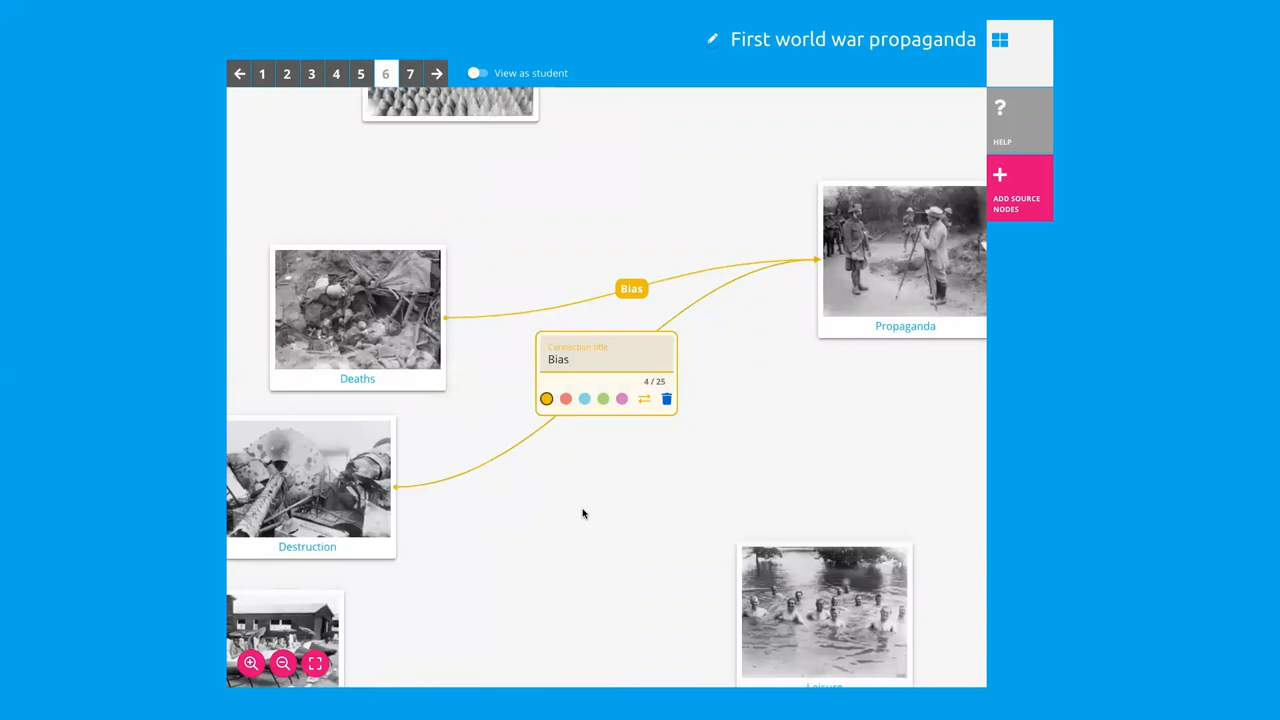 First world war propaganda
1 2 3 4 5 6 7
View as student
?
HELP
ADD SOURCE
NODES
Bias
Propaganda
Connection title
Bias
4 / 25
Deaths
Destruction
Leisure